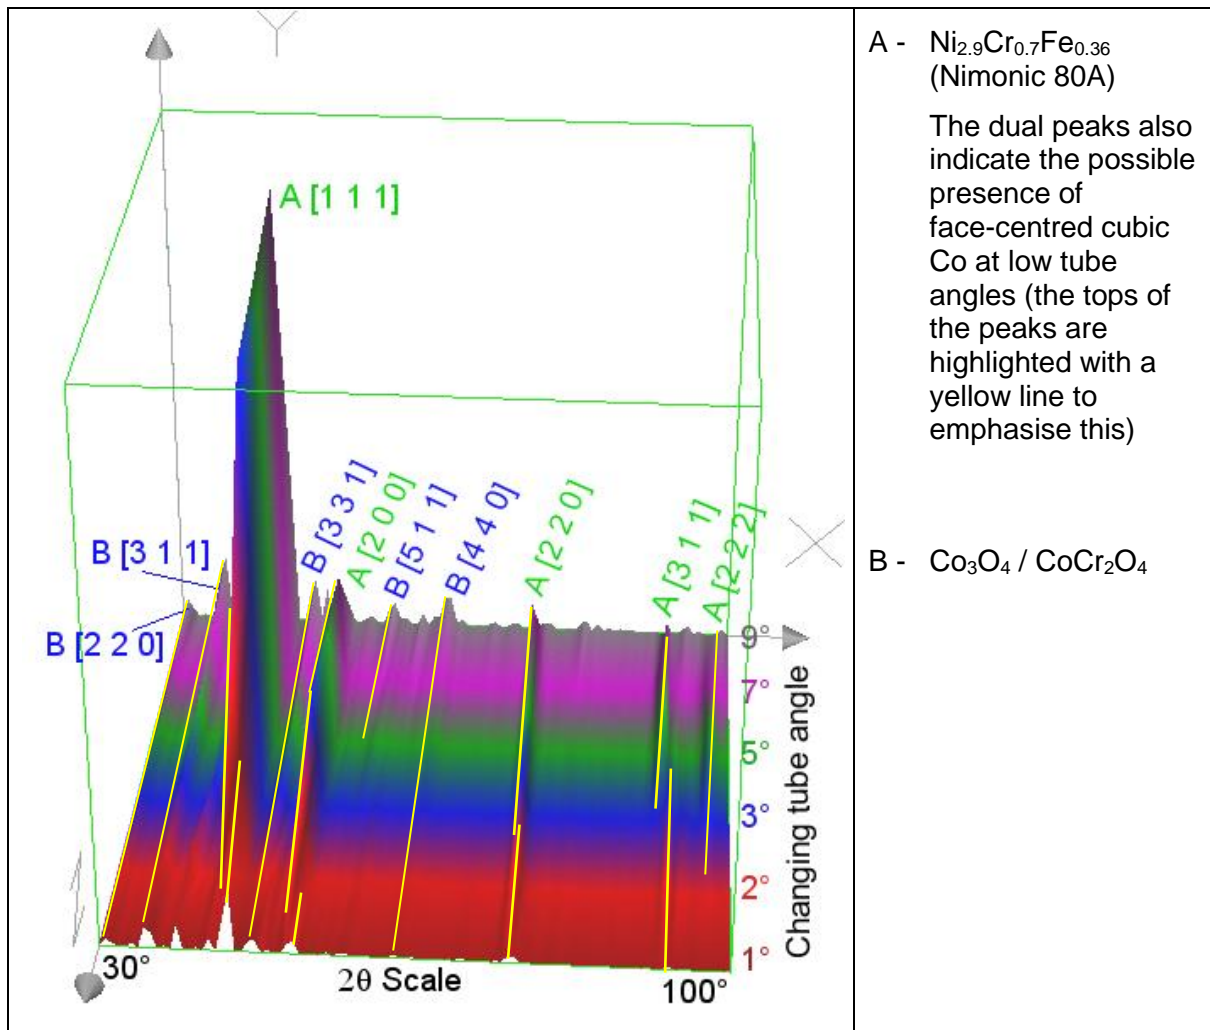 A [1 1 1]
B [3 3 1]
A [2 0 0]
B [5 1 1]
B [4 4 0]
A [2 2 0]
A [3 1 1]
A [2 2 2]
B [3 1 1]
B [2 2 0]
9°
7°
5°
3°
2°
1°
Changing tube angle
30°
2θ Scale
100°
A - Ni2.9Cr0.7Fe0.36
(Nimonic 80A)
The dual peaks also
indicate the possible
presence of
face-centred cubic
Co at low tube
angles (the tops of
the peaks are
highlighted with a
yellow line to
emphasise this)
B - Co3O4 / CoCr2O4